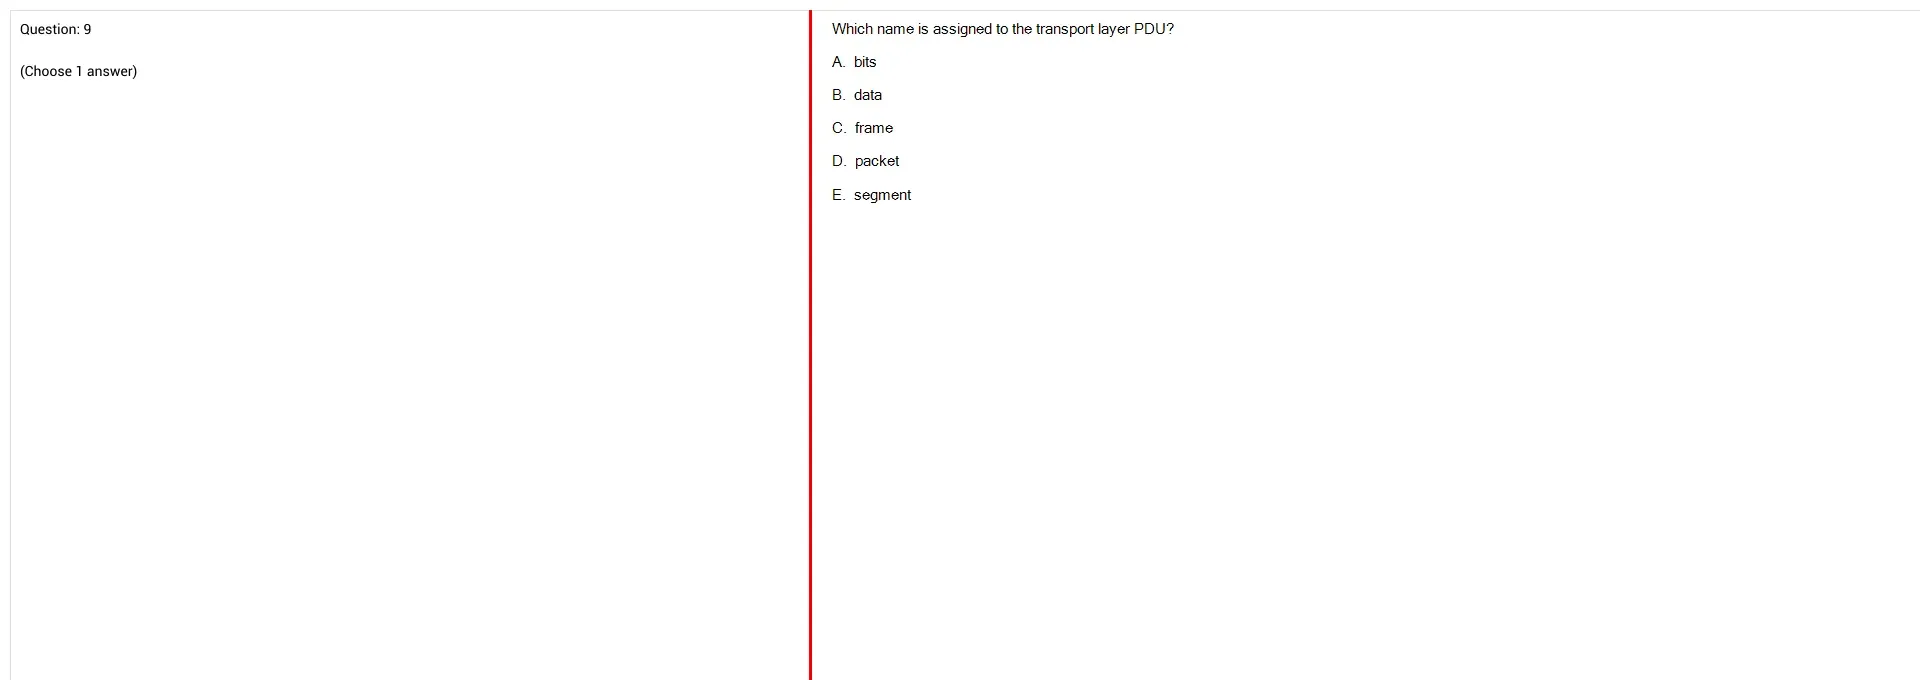 Question: 9
(Choose 1 answer)
Which name is assigned to the transport layer PDU?
A. bits
B. data
C. frame
D. packet
E. segment